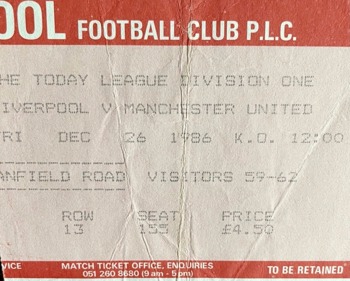 OOL FOOTBALL CLUB P.L.C.
HE TODAY LEAGUE DIVISION ONE
IVERPOOL V MANCHESTER UNITED
FRI DEC 26 1986 K.O. 12:00
ANFIELD ROAD VISITORS 59-62
ROW SEAT PRICE
13 155 £4.50
VICE MATCH TICKET OFFICE, ENQUIRIES
051 260 8680 (9 am - 5 pm) TO BE RETAINED